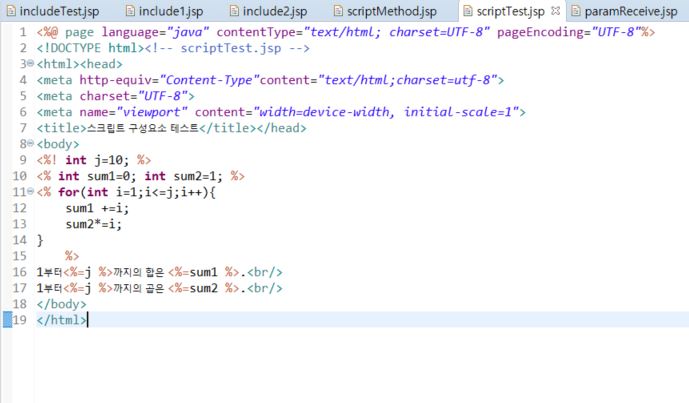 includeTest.jsp include1.jsp include2.jsp scriptMethod.jsp scriptTest.jsp paramReceive.jsp
1 <%@ page language="java" contentType="text/html; charset=UTF-8" pageEncoding="UTF-8"%>
2 <!DOCTYPE html><!-- scriptTest.jsp -->
3 <html><head>
4 <meta http-equiv="Content-Type"content="text/html;charset=utf-8">
5 <meta charset="UTF-8">
6 <meta name="viewport" content="width=device-width, initial-scale=1">
7 <title>스크립트 구성요소 테스트</title></head>
8 <body>
9 <%! int j=10; %>
10 <% int sum1=0; int sum2=1; %>
11 <% for(int i=1;i<=j;i++){
12     sum1 +=i;
13     sum2*=i;
14 }
15     %>
16 1부터<%=j %>까지의 합은 <%=sum1 %>.<br/>
17 1부터<%=j %>까지의 곱은 <%=sum2 %>.<br/>
18 </body>
19 </html>